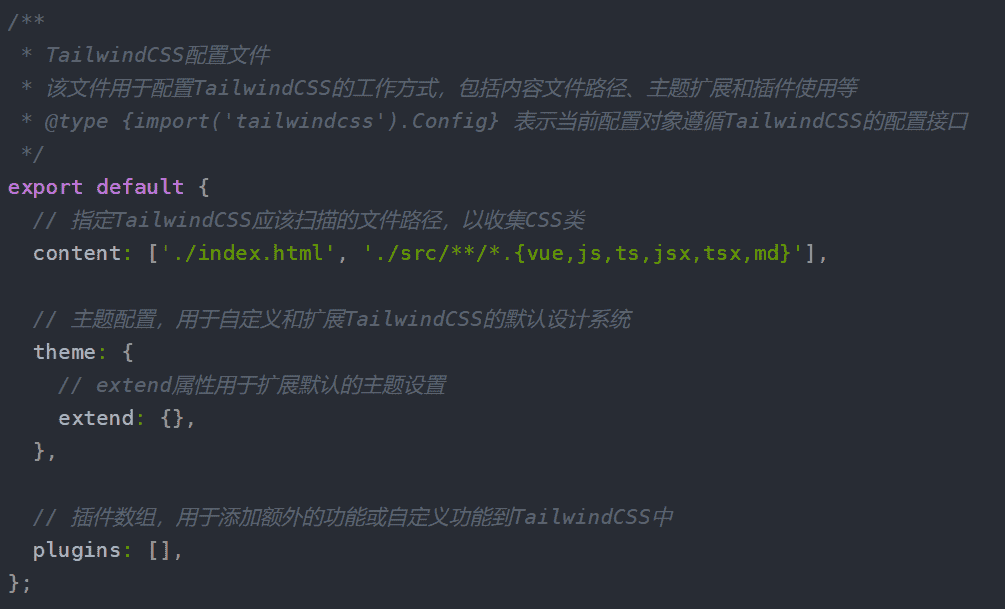 /**
 * TailwindCSS配置文件
 * 该文件用于配置TailwindCSS的工作方式，包括内容文件路径、主题扩展和插件使用等
 * @type {import('tailwindcss').Config} 表示当前配置对象遵循TailwindCSS的配置接口
 */
export default {
  // 指定TailwindCSS应该扫描的文件路径，以收集CSS类
  content: ['./index.html', './src/**/*.{vue,js,ts,jsx,tsx,md}'],

  // 主题配置，用于自定义和扩展TailwindCSS的默认设计系统
  theme: {
    // extend属性用于扩展默认的主题设置
    extend: {},
  },

  // 插件数组，用于添加额外的功能或自定义功能到TailwindCSS中
  plugins: [],
};